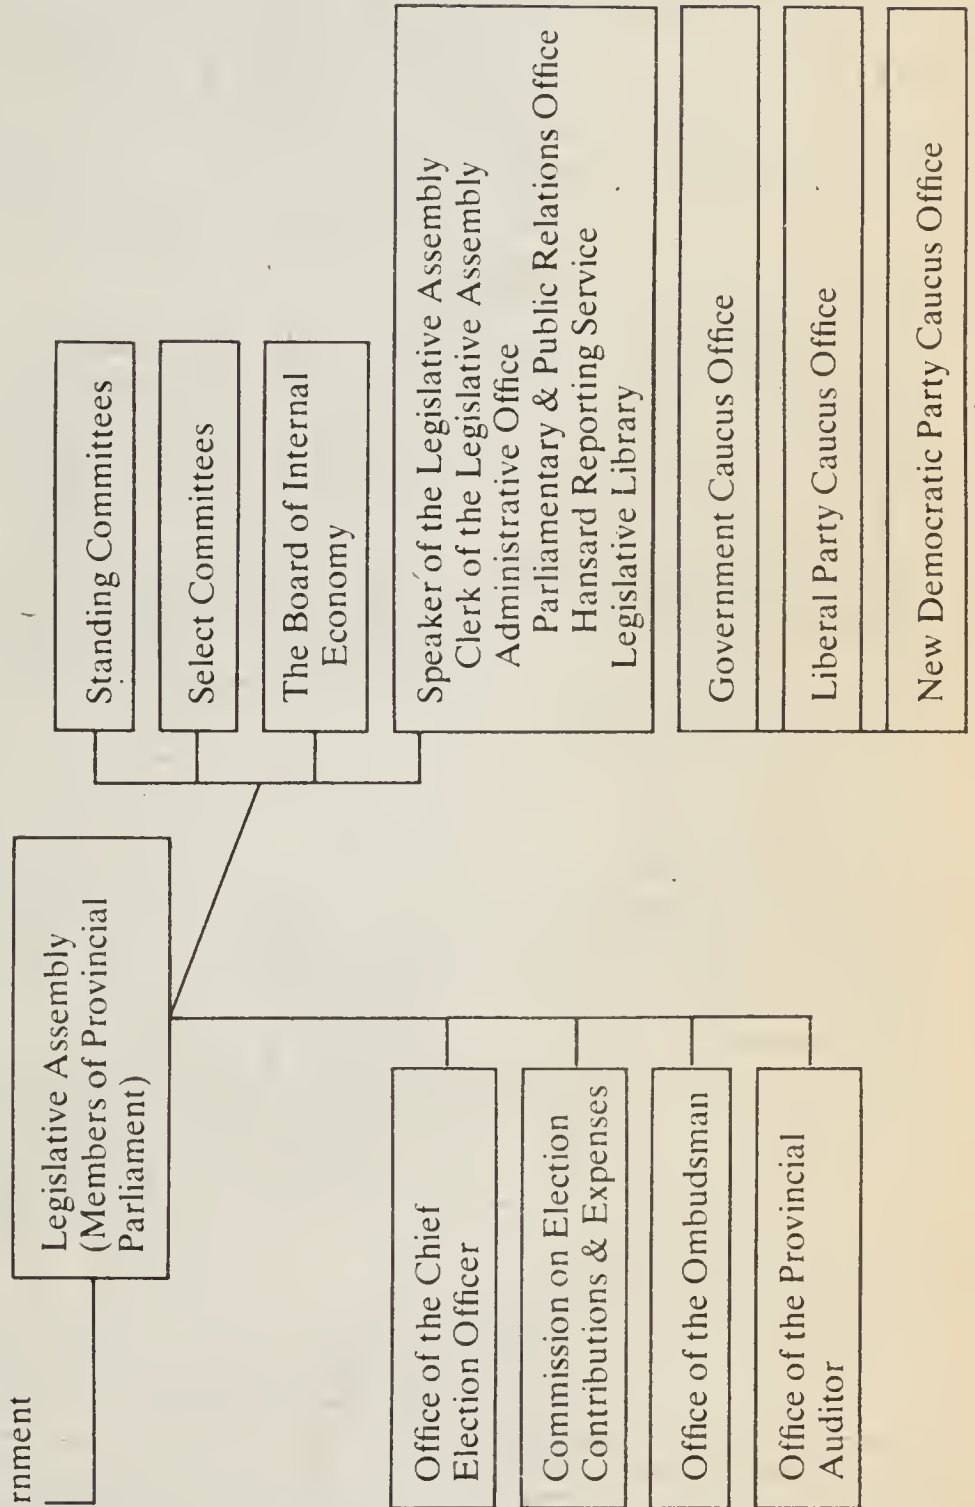 rnment
Legislative Assembly
(Members of Provincial
Parliament)
Standing Committees
Select Committees
The Board of Internal
Economy
Speaker of the Legislative Assembly
Clerk of the Legislative Assembly
Administrative Office
Parliamentary & Public Relations Office
Hansard Reporting Service
Legislative Library
Government Caucus Office
Liberal Party Caucus Office
New Democratic Party Caucus Office
Office of the Chief
Election Officer
Commission on Election
Contributions & Expenses
Office of the Ombudsman
Office of the Provincial
Auditor